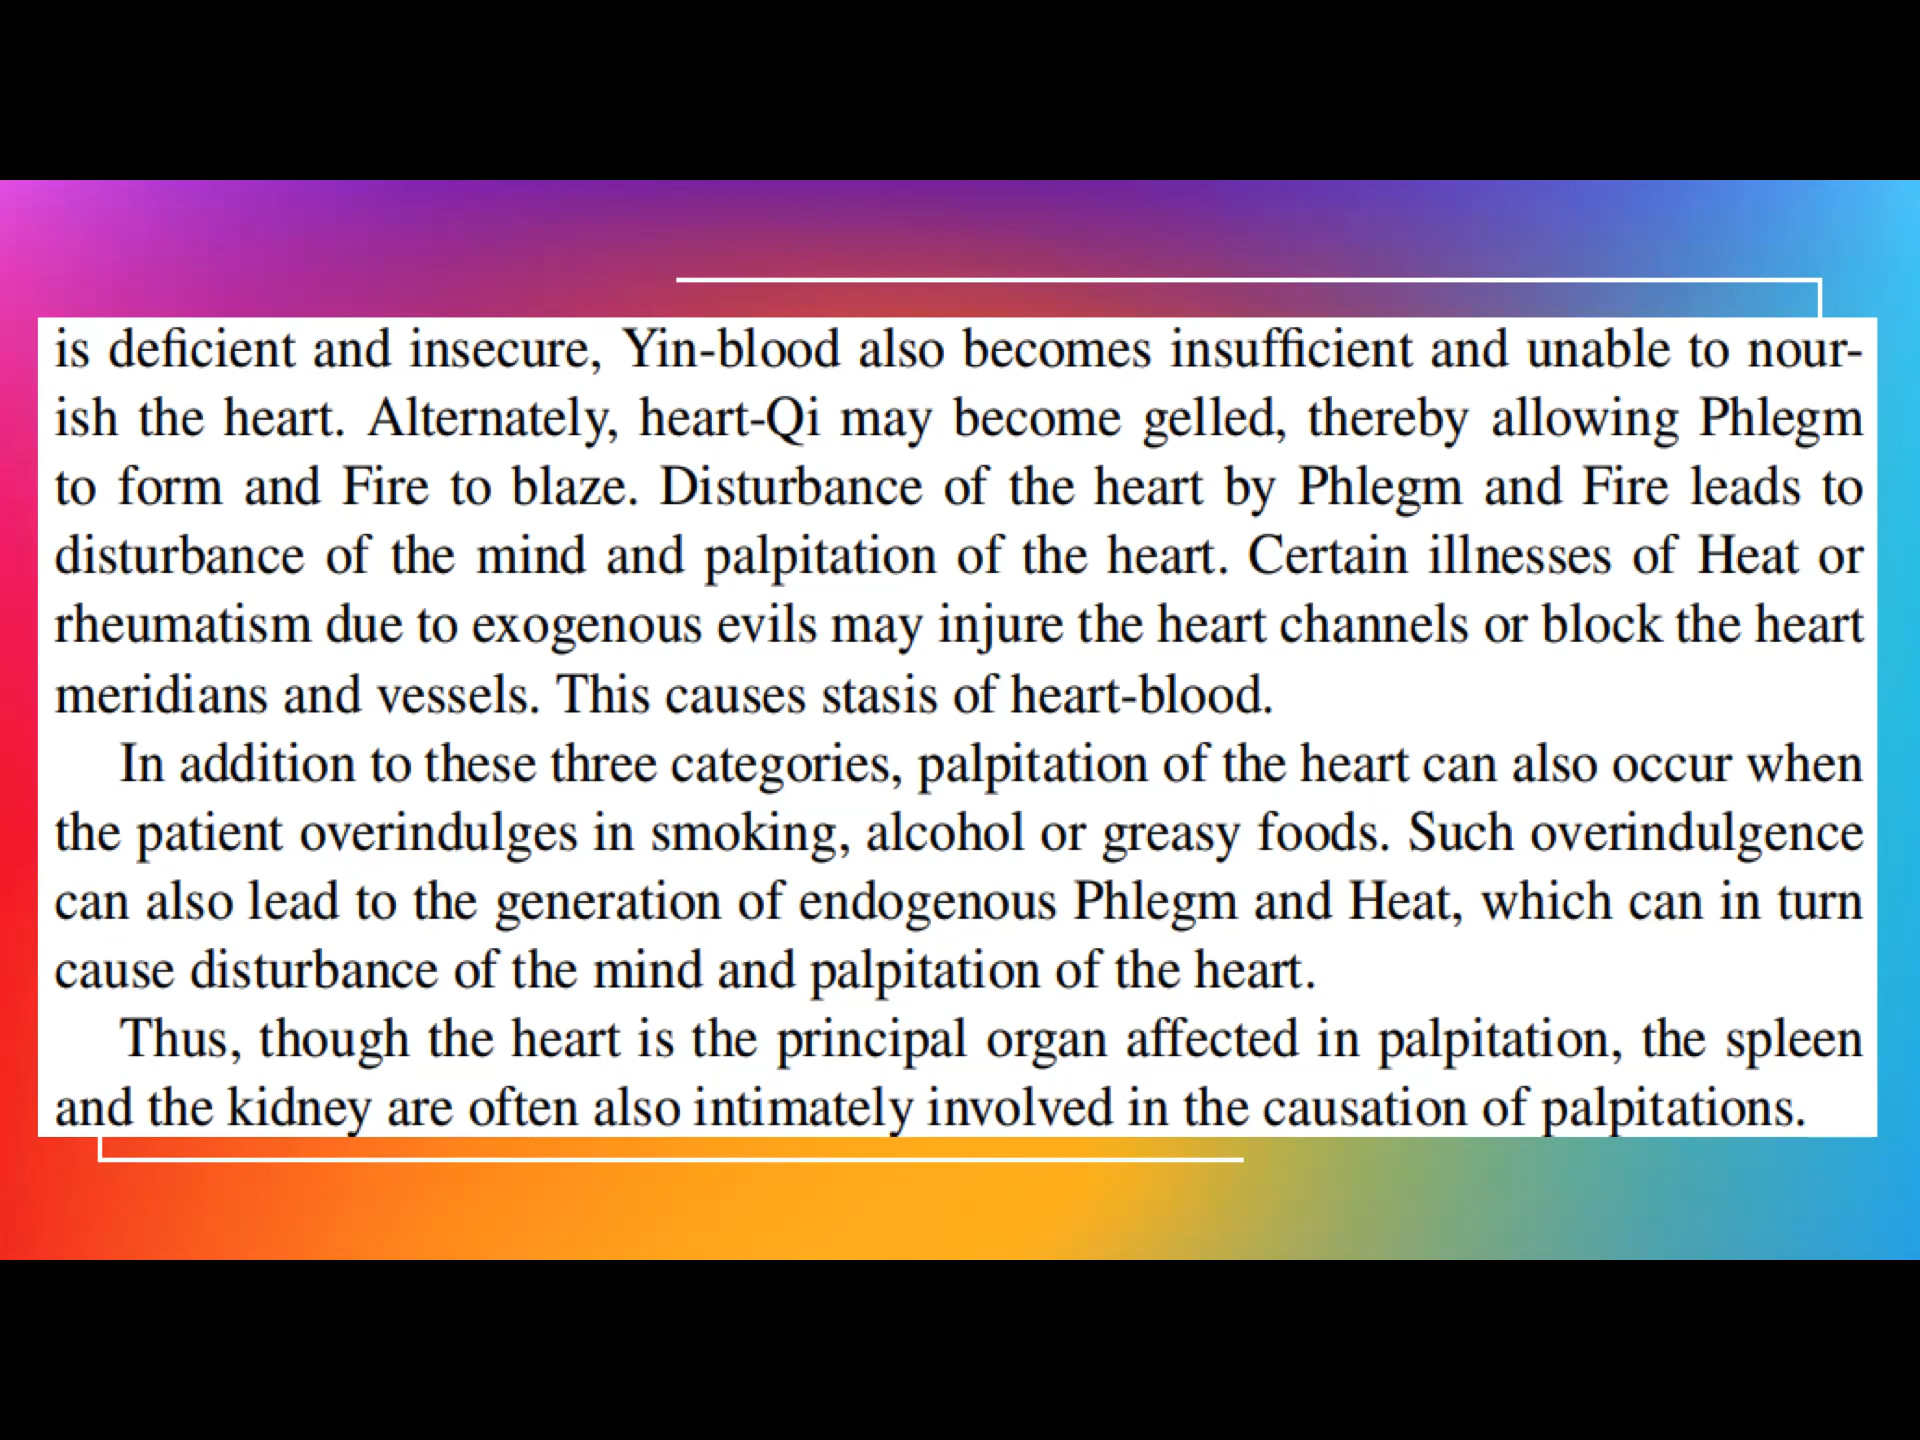 is deficient and insecure, Yin-blood also becomes insufficient and unable to nour-
ish the heart. Alternately, heart-Qi may become gelled, thereby allowing Phlegm
to form and Fire to blaze. Disturbance of the heart by Phlegm and Fire leads to
disturbance of the mind and palpitation of the heart. Certain illnesses of Heat or
rheumatism due to exogenous evils may injure the heart channels or block the heart
meridians and vessels. This causes stasis of heart-blood.
In addition to these three categories, palpitation of the heart can also occur when
the patient overindulges in smoking, alcohol or greasy foods. Such overindulgence
can also lead to the generation of endogenous Phlegm and Heat, which can in turn
cause disturbance of the mind and palpitation of the heart.
Thus, though the heart is the principal organ affected in palpitation, the spleen
and the kidney are often also intimately involved in the causation of palpitations.